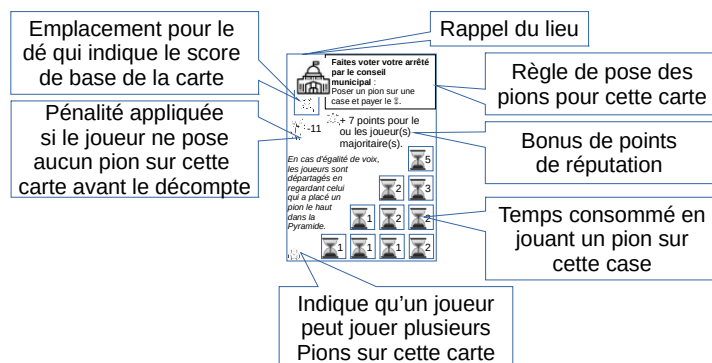 Emplacement pour le
dé qui indique le score
de base de la carte
Rappel du lieu
Faites voter votre arrêté
par le conseil
municipal :
Poser un pion sur une
case et payer le ⌛.
Règle de pose des
pions pour cette carte
Pénalité appliquée
si le joueur ne pose
aucun pion sur cette
carte avant le décompte
-11
+ 7 points pour le
ou les joueur(s)
majoritaire(s).
Bonus de points
de réputation
En cas d'égalité de voix,
les joueurs sont
départagés en
regardant celui
qui a placé un
pion le haut
dans la
Pyramide.
5
2 3
1 2 2
1 1 1 2
Temps consommé en
jouant un pion sur
cette case
Indique qu'un joueur
peut jouer plusieurs
Pions sur cette carte